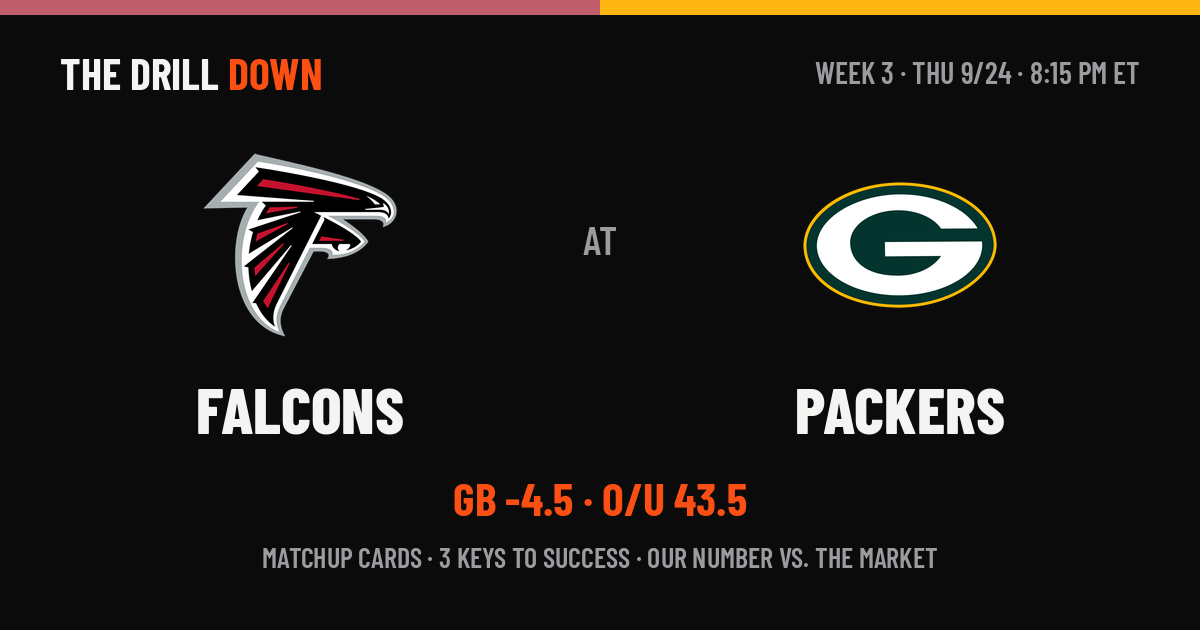 THE DRILL DOWN
WEEK 3 · THU 9/24 · 8:15 PM ET
AT
G
FALCONS
PACKERS
GB -4.5 · O/U 43.5
MATCHUP CARDS · 3 KEYS TO SUCCESS · OUR NUMBER VS. THE MARKET